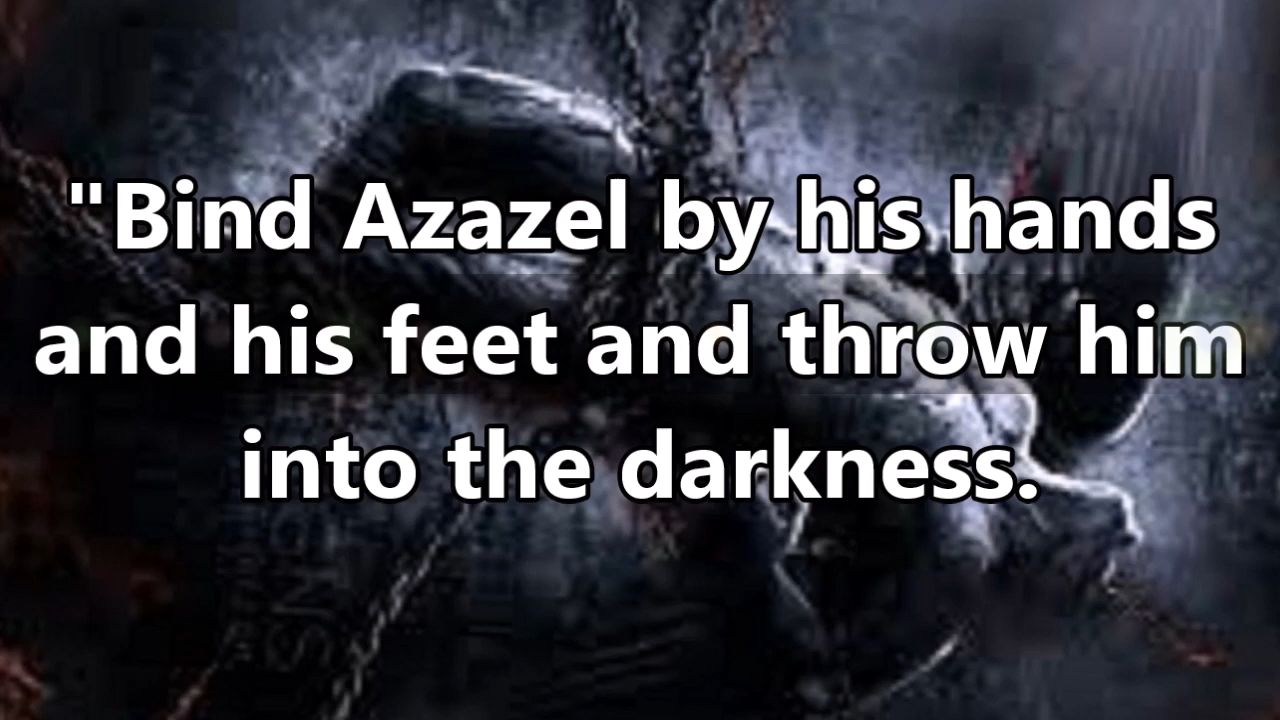 "Bind Azazel by his hands
and his feet and throw him
into the darkness.